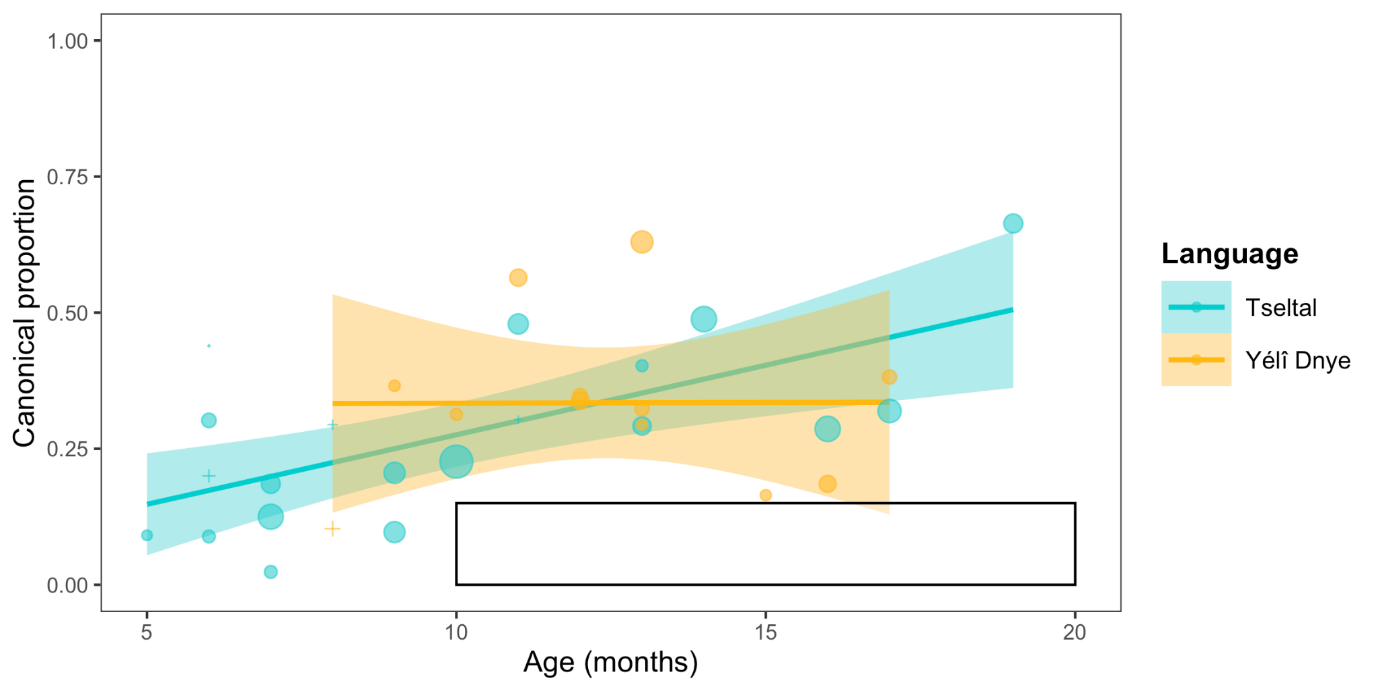 1.00
0.75
0.50
0.25
0.00
Canonical proportion
5 10 15 20
Age (months)
Language
Tseltal
Yélî Dnye